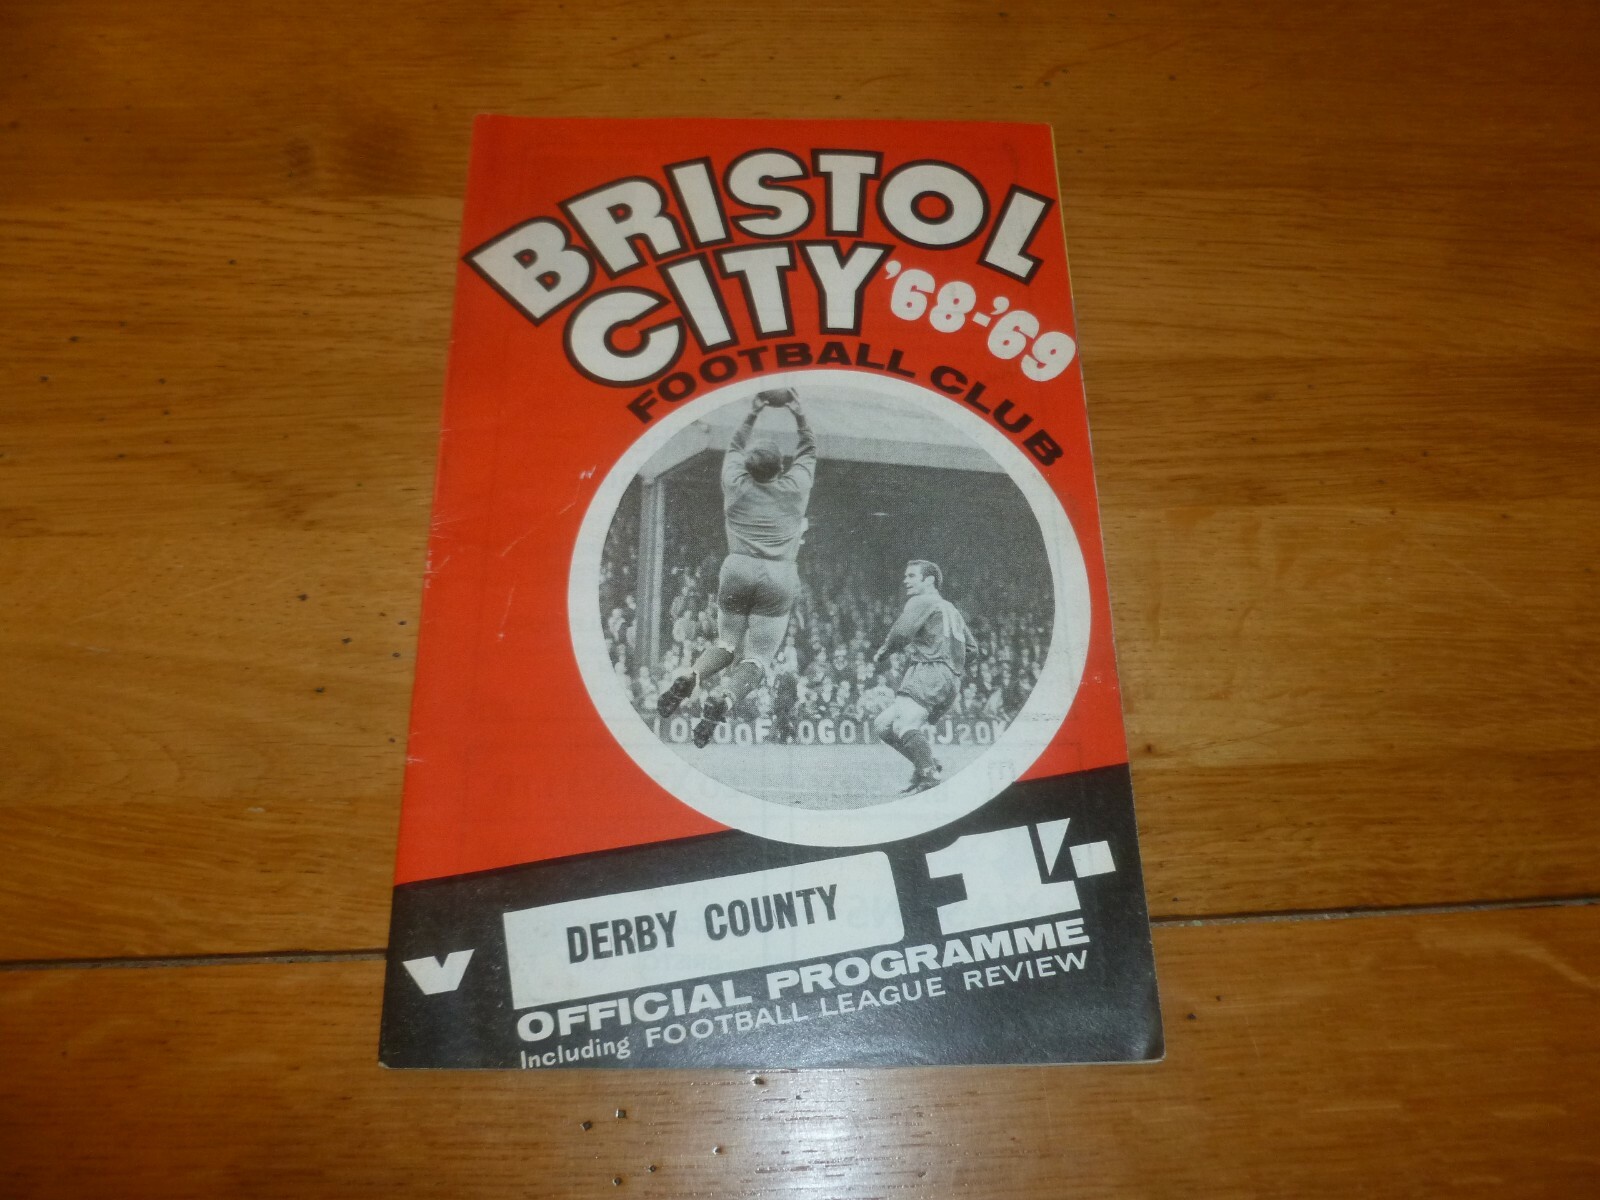 BRISTOL
CITY '68-'69
FOOTBALL CLUB
V DERBY COUNTY 1/-
OFFICIAL PROGRAMME
Including FOOTBALL LEAGUE REVIEW